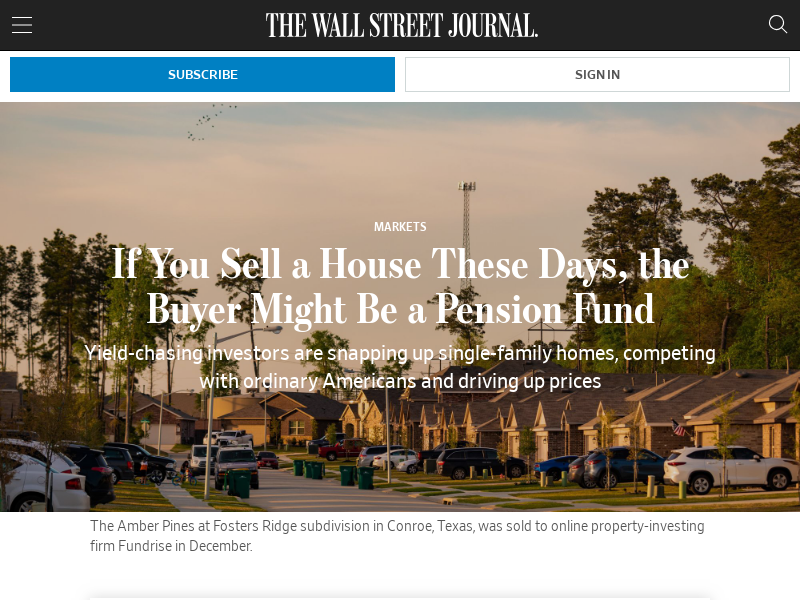 THE WALL STREET JOURNAL.
SUBSCRIBE
SIGN IN
MARKETS
If You Sell a House These Days, the
Buyer Might Be a Pension Fund
Yield-chasing investors are snapping up single-family homes, competing
with ordinary Americans and driving up prices
The Amber Pines at Fosters Ridge subdivision in Conroe, Texas, was sold to online property-investing
firm Fundrise in December.